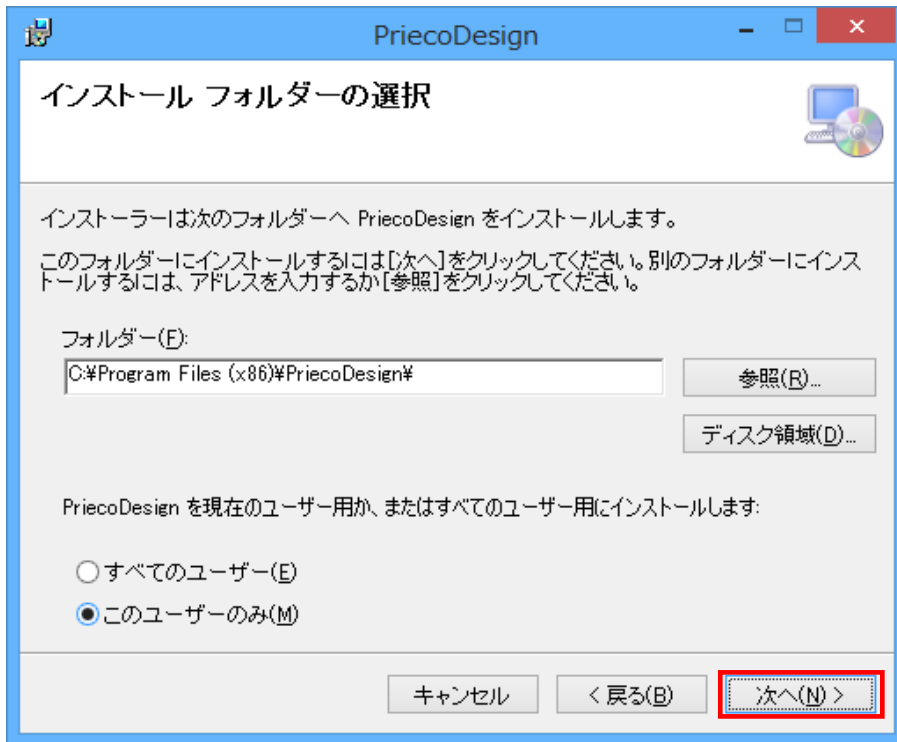 PriecoDesign
インストール フォルダーの選択
インストーラーは次のフォルダーへ PriecoDesign をインストールします。
このフォルダーにインストールするには[次へ]をクリックしてください。別のフォルダーにインス
トールするには、アドレスを入力するか[参照]をクリックしてください。
フォルダー(F):
C:¥Program Files (x86)¥PriecoDesign¥
参照(R)...
ディスク領域(D)...
PriecoDesign を現在のユーザー用か、またはすべてのユーザー用にインストールします:
すべてのユーザー(E)
このユーザーのみ(M)
キャンセル
< 戻る(B)
次へ(N) >